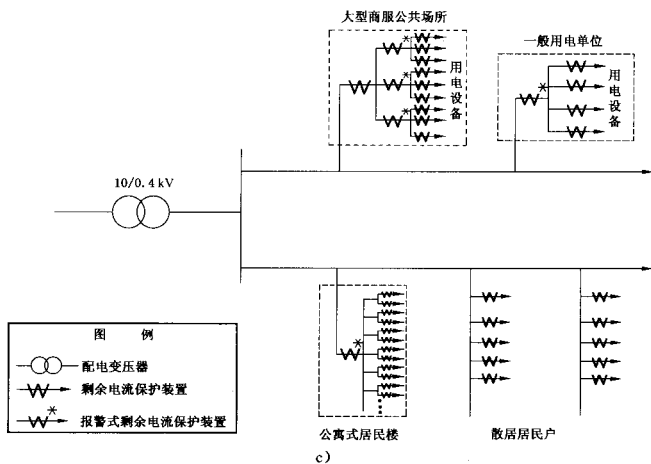 大型商服公共场所
一般用电单位
用电设备
用电设备
10/0.4 kV
图 例
配电变压器
剩余电流保护装置
报警式剩余电流保护装置
公寓式居民楼
散居居民户
c）